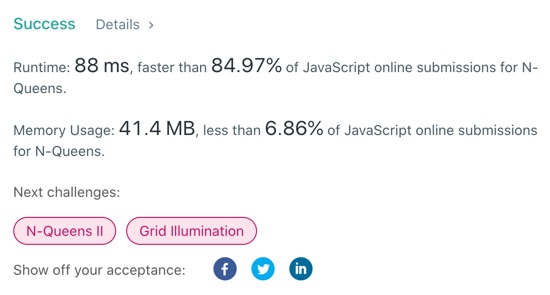 Success Details >
Runtime: 88 ms, faster than 84.97% of JavaScript online submissions for N-
Queens.
Memory Usage: 41.4 MB, less than 6.86% of JavaScript online submissions
for N-Queens.
Next challenges:
N-Queens II Grid Illumination
Show off your acceptance: f in